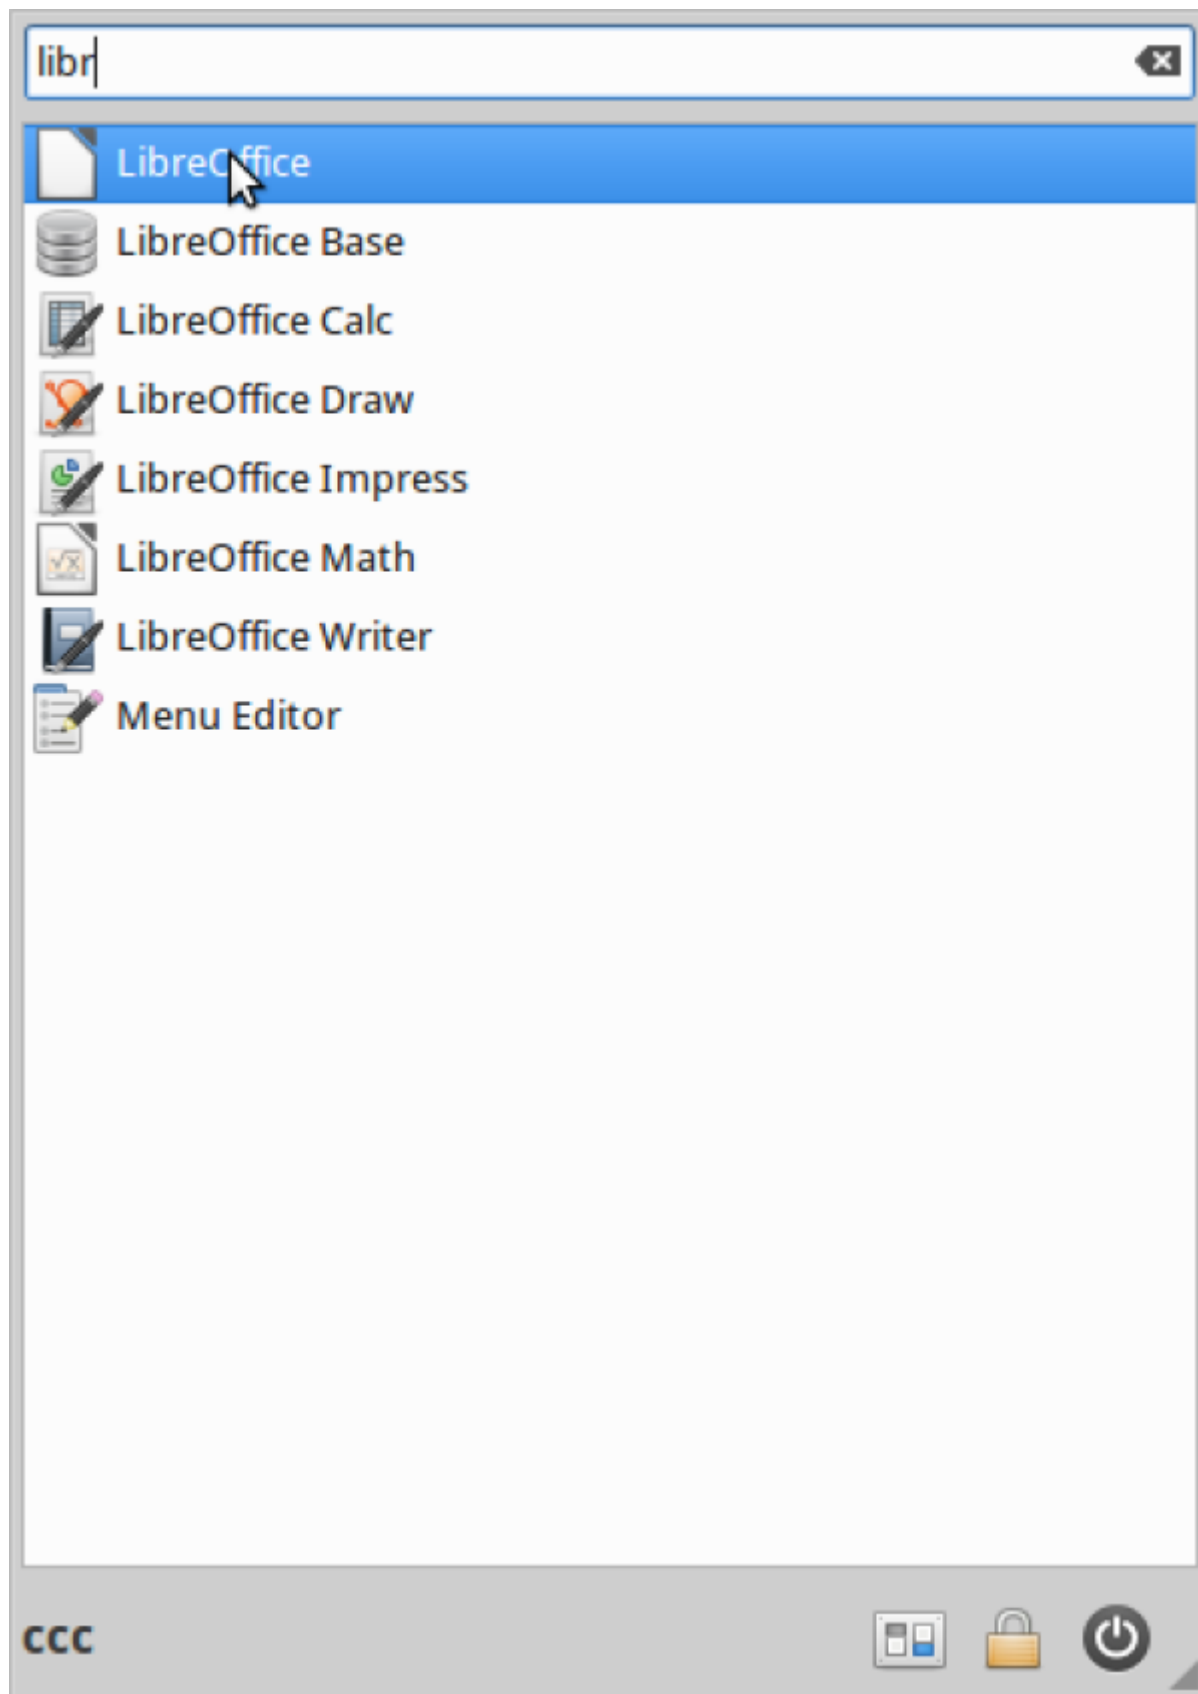 libr
LibreOffice
LibreOffice Base
LibreOffice Calc
LibreOffice Draw
LibreOffice Impress
LibreOffice Math
LibreOffice Writer
Menu Editor
ccc